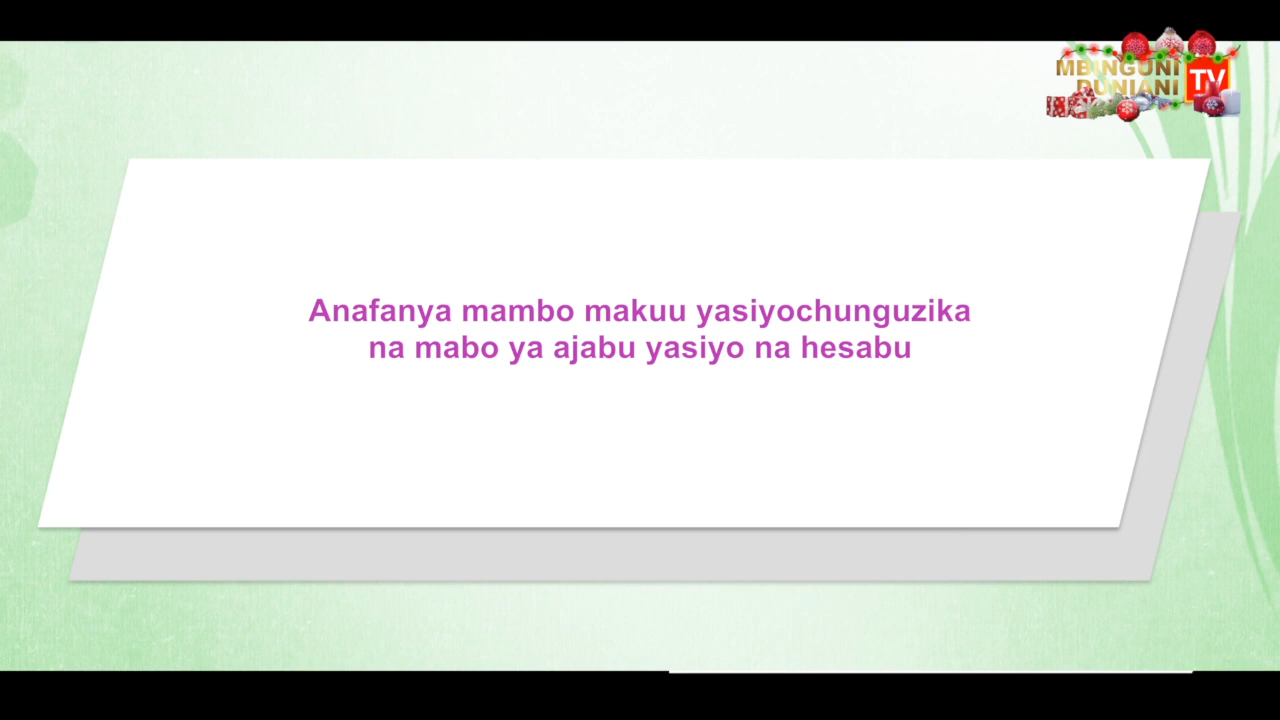 MBINGUNI
DUNIANI
TV
Anafanya mambo makuu yasiyochunguzika
na mabo ya ajabu yasiyo na hesabu